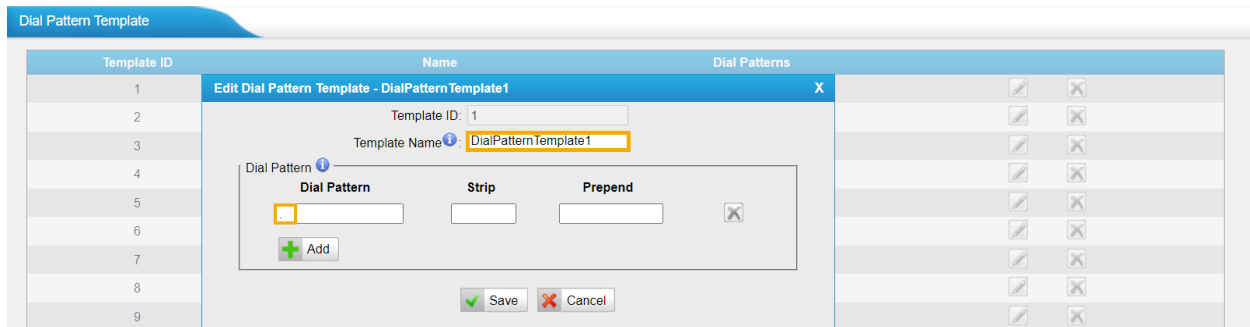 Dial Pattern Template
Template ID Name Dial Patterns
1
Edit Dial Pattern Template - DialPatternTemplate1 X
Template ID: 1
2
Template Name : DialPatternTemplate1
3
Dial Pattern
4
Dial Pattern Strip Prepend
5
.
6
Add
7
8
Save Cancel
9